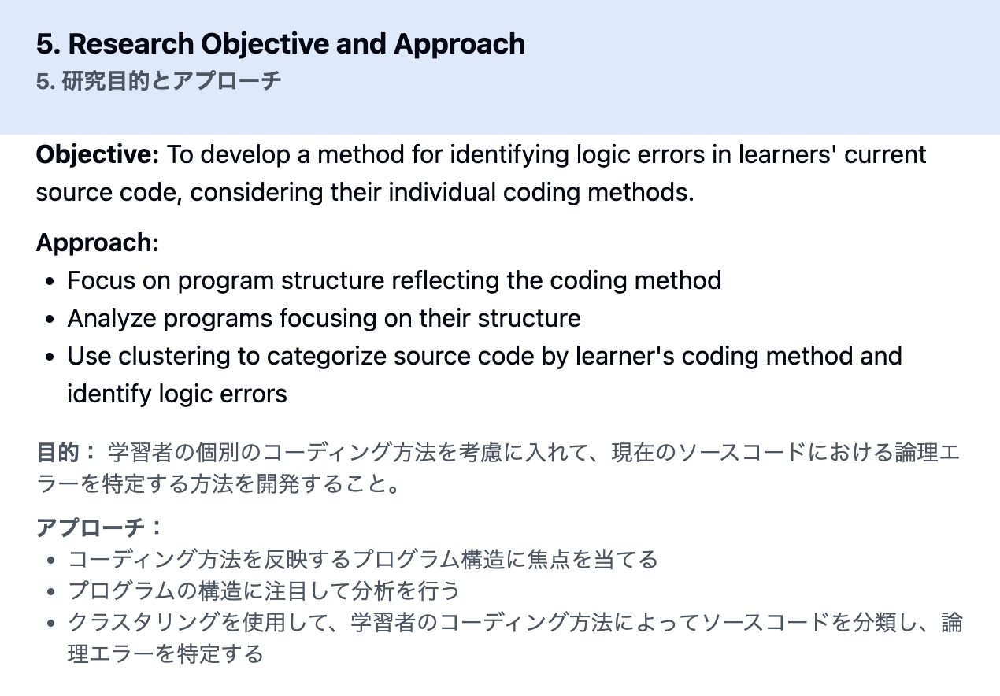 5. Research Objective and Approach
5. 研究目的とアプローチ
Objective: To develop a method for identifying logic errors in learners' current
source code, considering their individual coding methods.
Approach:
• Focus on program structure reflecting the coding method
• Analyze programs focusing on their structure
• Use clustering to categorize source code by learner's coding method and
identify logic errors
目的： 学習者の個別のコーディング方法を考慮に入れて、現在のソースコードにおける論理エ
ラーを特定する方法を開発すること。
アプローチ：
• コーディング方法を反映するプログラム構造に焦点を当てる
• プログラムの構造に注目して分析を行う
• クラスタリングを使用して、学習者のコーディング方法によってソースコードを分類し、論
理エラーを特定する